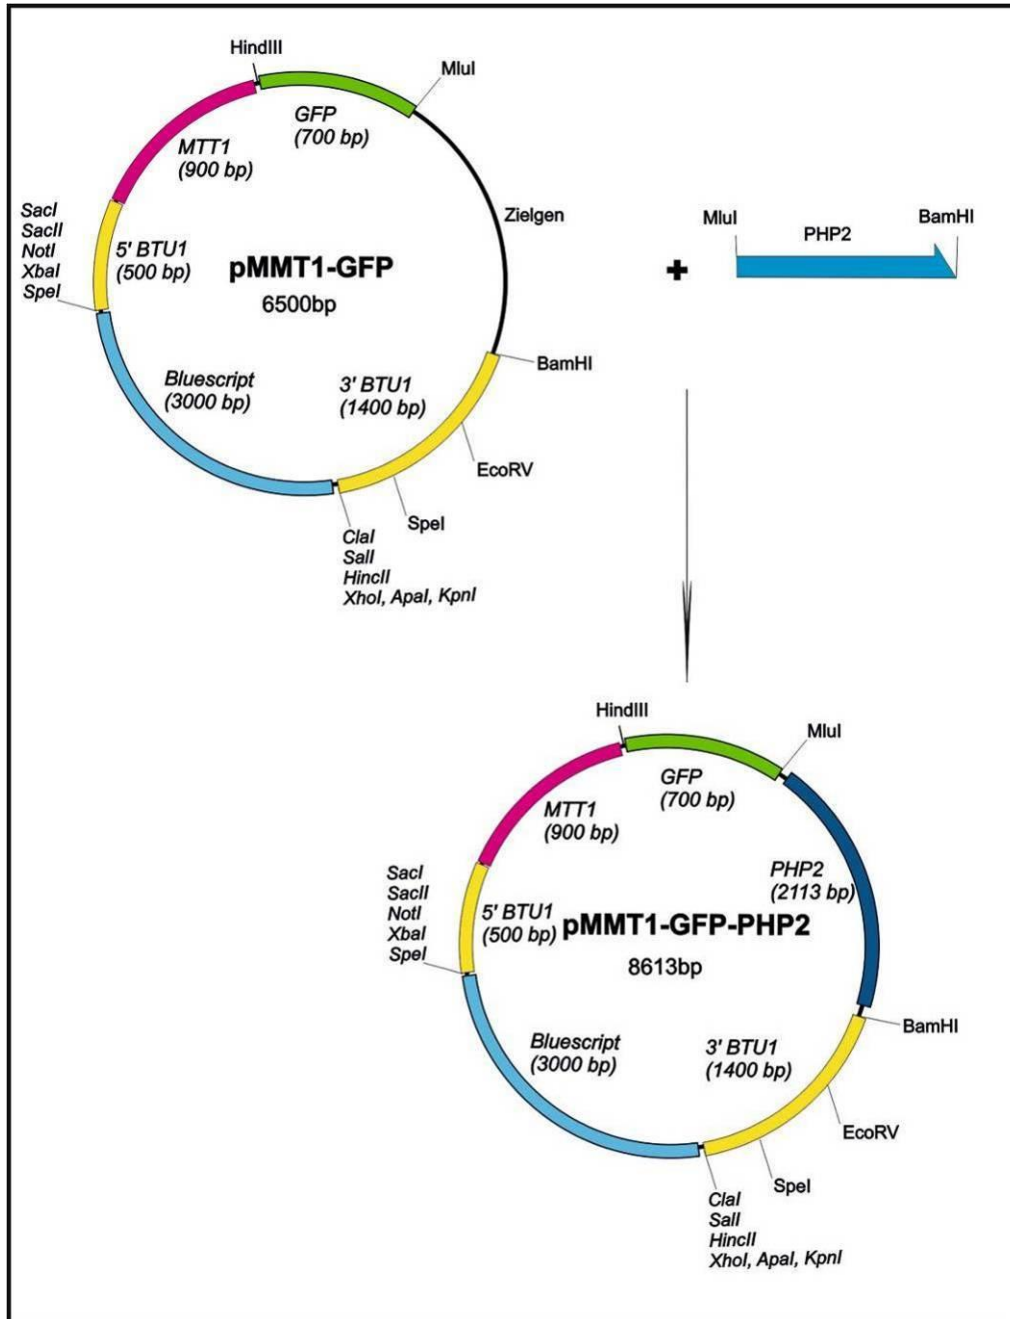 HindIII
MluI
GFP
(700 bp)
MTT1
(900 bp)
SacI
SacII
NotI
XbaI
SpeI
5' BTU1
(500 bp)
pMMT1-GFP
6500bp
Zielgen
BamHI
Bluescript
(3000 bp)
3' BTU1
(1400 bp)
EcoRV
SpeI
ClaI
SalI
HincII
XhoI, ApaI, KpnI
+
MluI
PHP2
BamHI
HindIII
MluI
GFP
(700 bp)
MTT1
(900 bp)
PHP2
(2113 bp)
SacI
SacII
NotI
XbaI
SpeI
5' BTU1
(500 bp)
pMMT1-GFP-PHP2
8613bp
BamHI
Bluescript
(3000 bp)
3' BTU1
(1400 bp)
EcoRV
SpeI
ClaI
SalI
HincII
XhoI, ApaI, KpnI